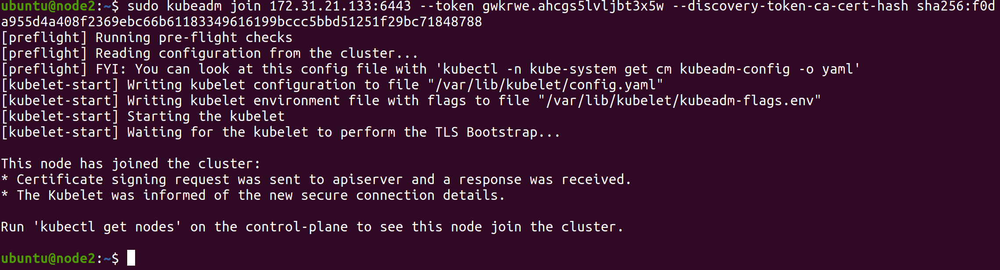 ubuntu@node2:~$ sudo kubeadm join 172.31.21.133:6443 --token gwkrwe.ahcgs5lvljbt3x5w --discovery-token-ca-cert-hash sha256:f0d
a955d4a408f2369ebc66b61183349616199bccc5bbd51251f29bc71848788
[preflight] Running pre-flight checks
[preflight] Reading configuration from the cluster...
[preflight] FYI: You can look at this config file with 'kubectl -n kube-system get cm kubeadm-config -o yaml'
[kubelet-start] Writing kubelet configuration to file "/var/lib/kubelet/config.yaml"
[kubelet-start] Writing kubelet environment file with flags to file "/var/lib/kubelet/kubeadm-flags.env"
[kubelet-start] Starting the kubelet
[kubelet-start] Waiting for the kubelet to perform the TLS Bootstrap...
This node has joined the cluster:
* Certificate signing request was sent to apiserver and a response was received.
* The Kubelet was informed of the new secure connection details.
Run 'kubectl get nodes' on the control-plane to see this node join the cluster.
ubuntu@node2:~$